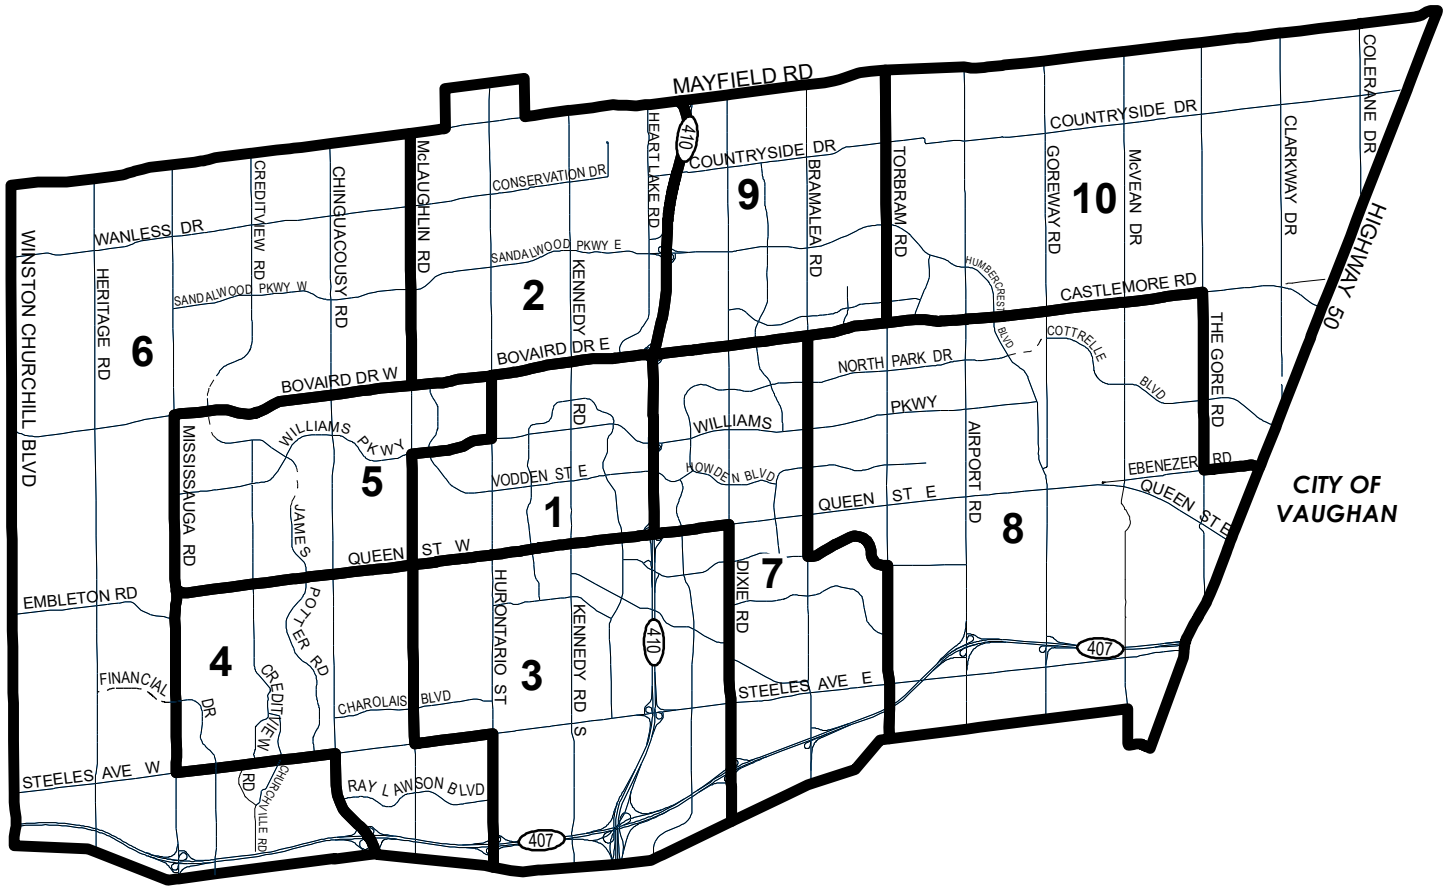 MAYFIELD RD
COLERANE DR
410
COUNTRYSIDE DR
CLARKWAY DR
HEART LAKE RD
COUNTRYSIDE DR
McLAUGHLIN RD
TORBRAM RD
GOREWAY RD
McVEAN DR
BRAMALEA RD
CREDITVIEW RD
CHINGUACOUSY RD
CONSERVATION DR
9
10
HIGHWAY 50
WANLESS DR
WINSTON CHURCHILL BLVD
SANDALWOOD PKWY E
HUMBERCREST
BLVD
HERITAGE RD
KENNEDY
RD
SANDALWOOD PKWY W
2
CASTLEMORE RD
THE GORE RD
6
BOVAIRD DR E
NORTH PARK DR
COTTRELLE
BLVD
BOVAIRD DR W
PKWY
WILLIAMS
WILLIAMS PKWY
MISSISSAUGA RD
AIRPORT RD
5
VODDEN ST E
HOWDEN BLVD
EBENEZER RD
QUEEN ST E
QUEEN ST E
CITY OF
VAUGHAN
1
JAMES
POTTER RD
8
QUEEN ST W
7
DIXIE RD
HURONTARIO ST
EMBLETON RD
KENNEDY RD S
410
407
4
3
FINANCIAL
DR
CREDITVIEW
RD
CHAROLAIS BLVD
STEELES AVE E
STEELES AVE W
CHURCHVILLE RD
RAY LAWSON BLVD
407